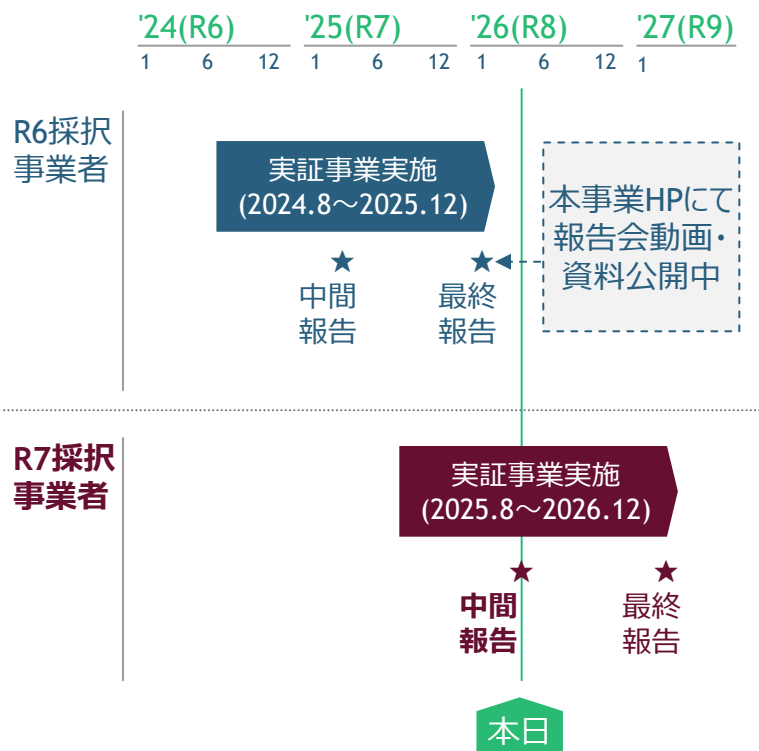 '24(R6) '25(R7) '26(R8) '27(R9)
1 6 12 1 6 12 1 6 12 1
R6採択
事業者
実証事業実施
(2024.8～2025.12)
本事業HPにて
報告会動画・
資料公開中
中間
報告
最終
報告
R7採択
事業者
実証事業実施
(2025.8～2026.12)
中間
報告
最終
報告
本日